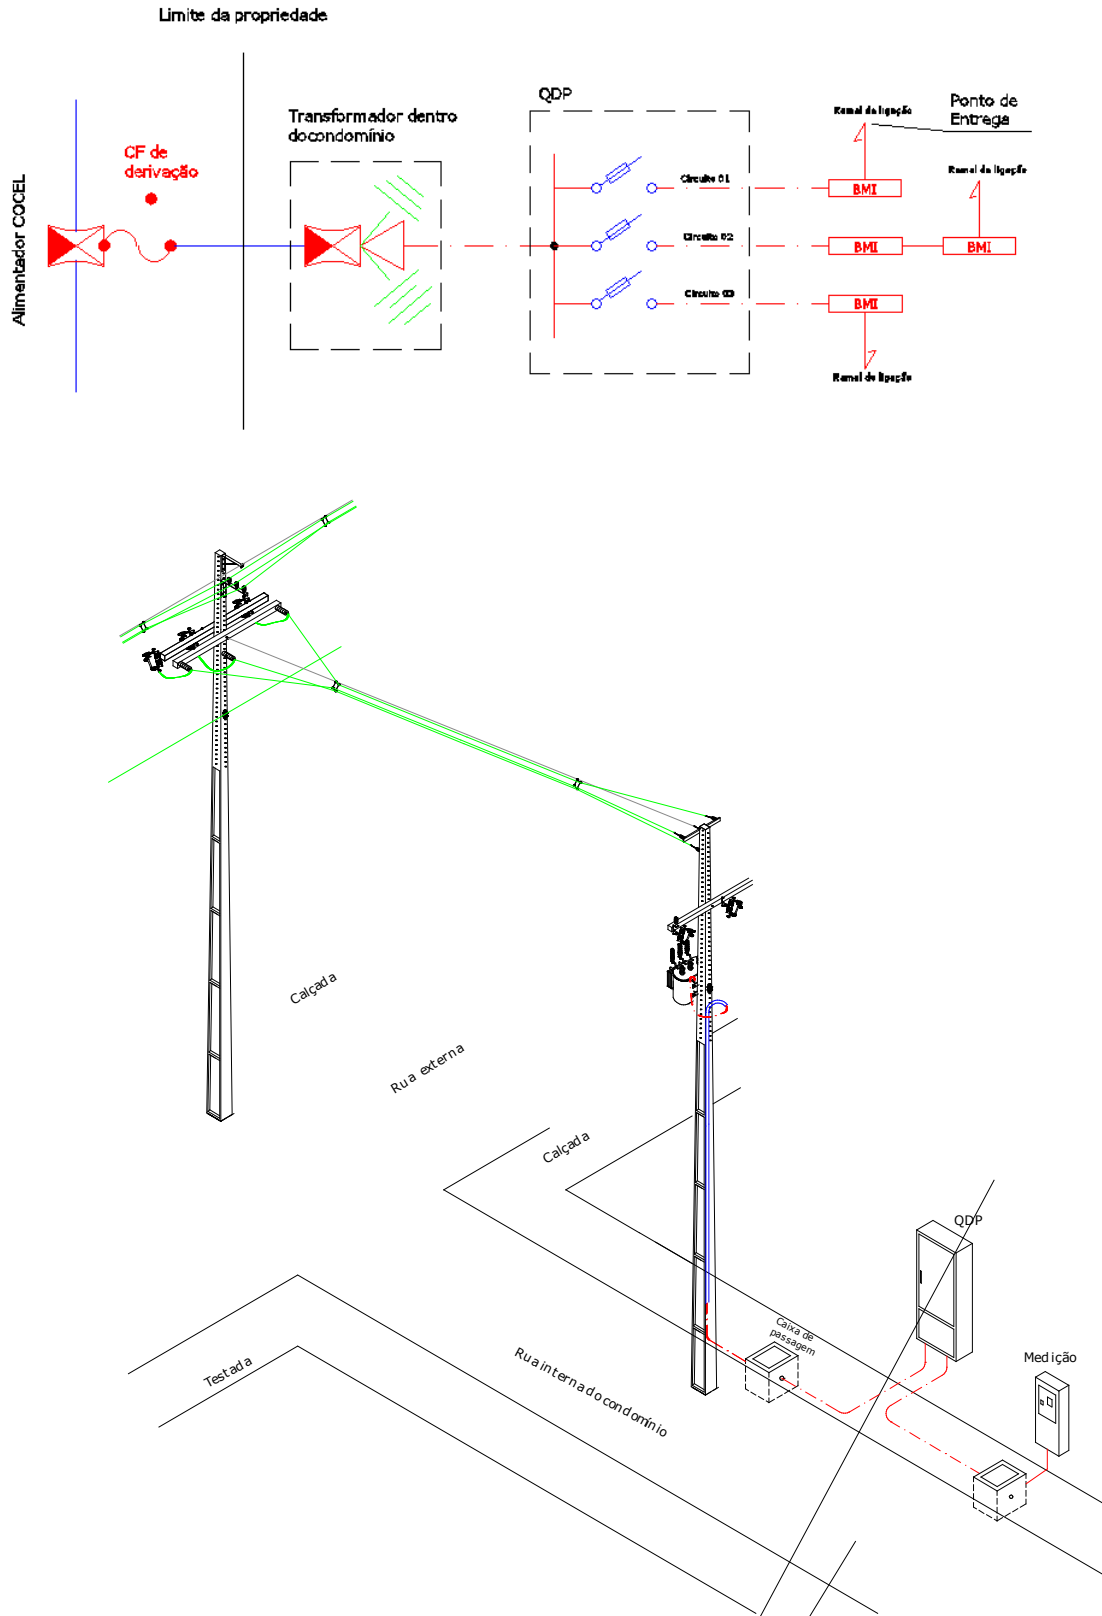 Limite da propriedade
QDP
Ponto de
Entrega
Ramal de ligação
Transformador dentro
docondomínio
CF de
derivação
Ramal de ligação
Circuito 01
BMI
Alimentador COCEL
Circuito 02
BMI
BMI
Circuito 03
BMI
Ramal de ligação
Calçada
Rua externa
Calçada
QDP
Caixa de
passagem
Medição
Testada
Rua interna do condomínio